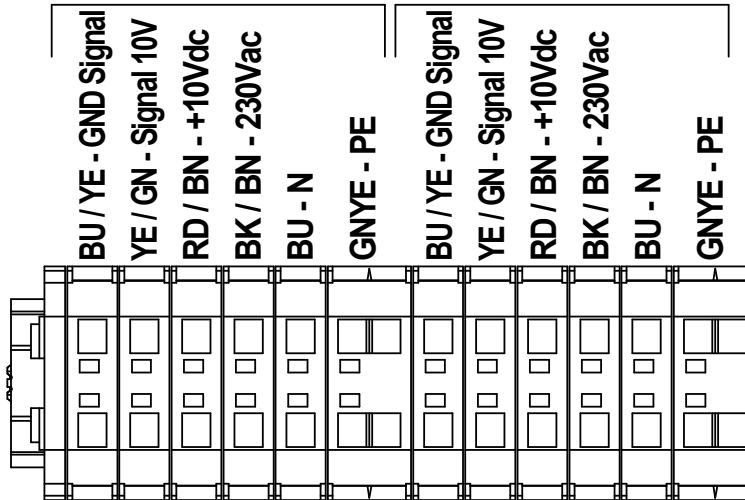 BU / YE - GND Signal
YE / GN - Signal 10V
RD / BN - +10Vdc
BK / BN - 230Vac
BU - N
GNYE - PE
BU / YE - GND Signal
YE / GN - Signal 10V
RD / BN - +10Vdc
BK / BN - 230Vac
BU - N
GNYE - PE